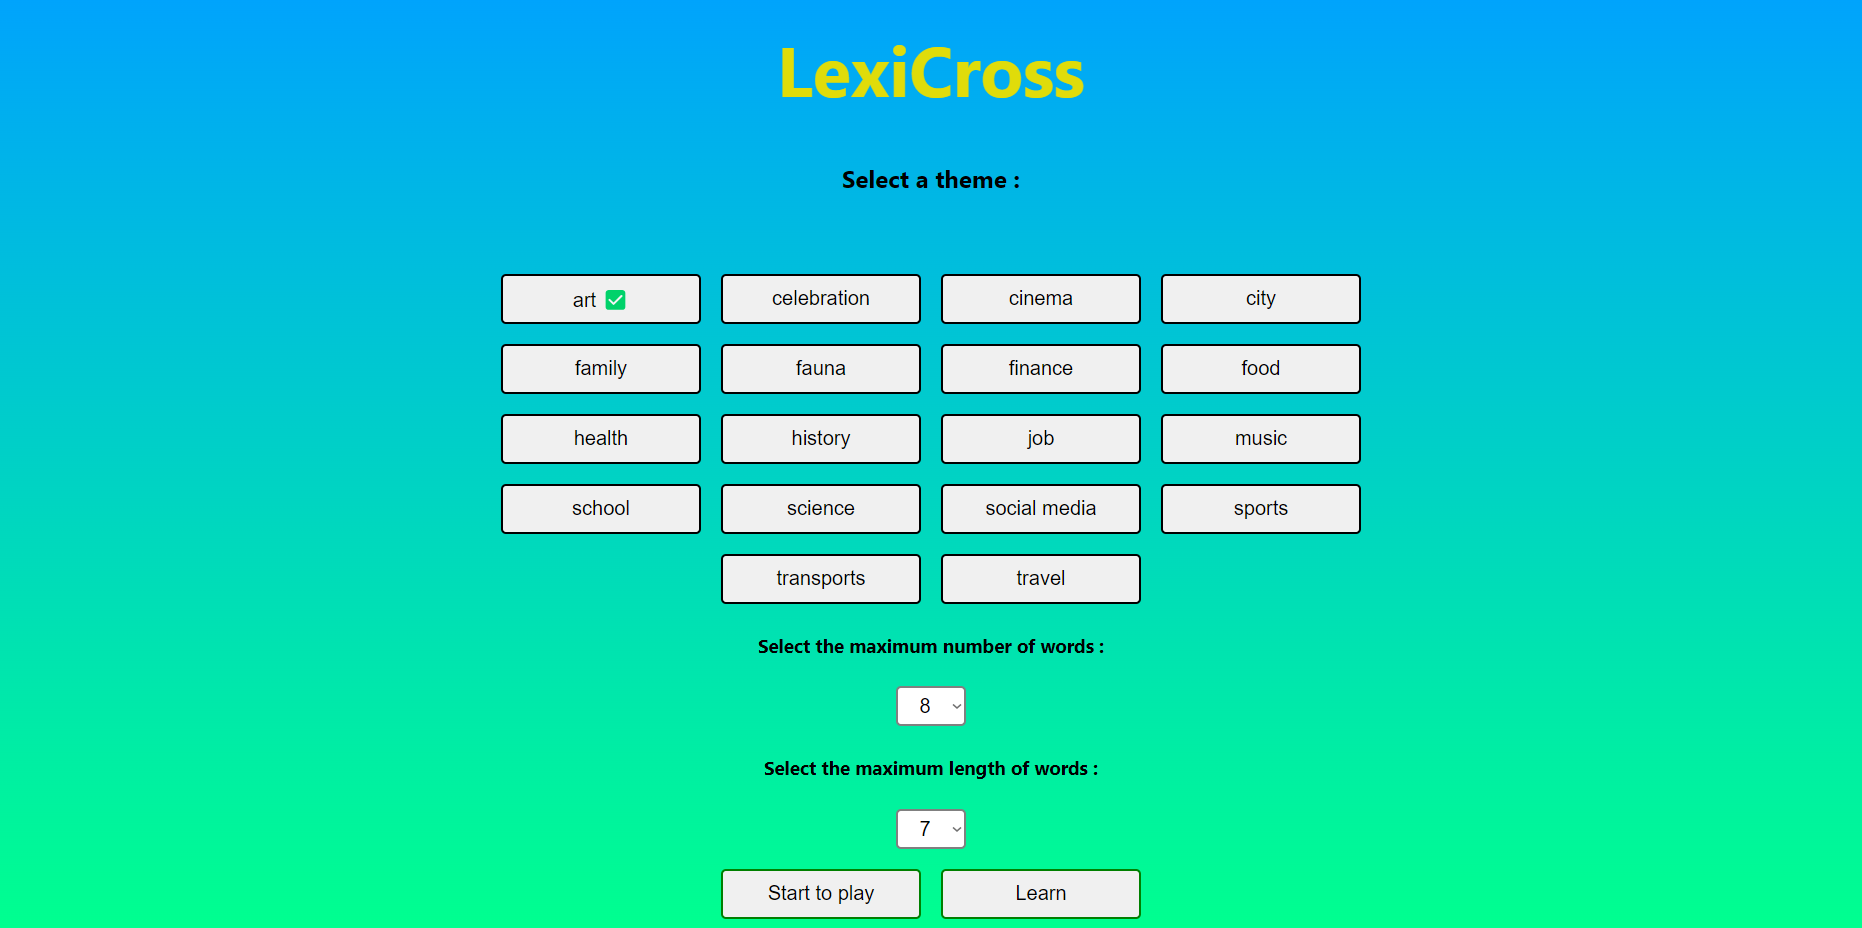 LexiCross
Select a theme :
art celebration cinema city
family fauna finance food
health history job music
school science social media sports
transports travel
Select the maximum number of words :
8
Select the maximum length of words :
7
Start to play Learn